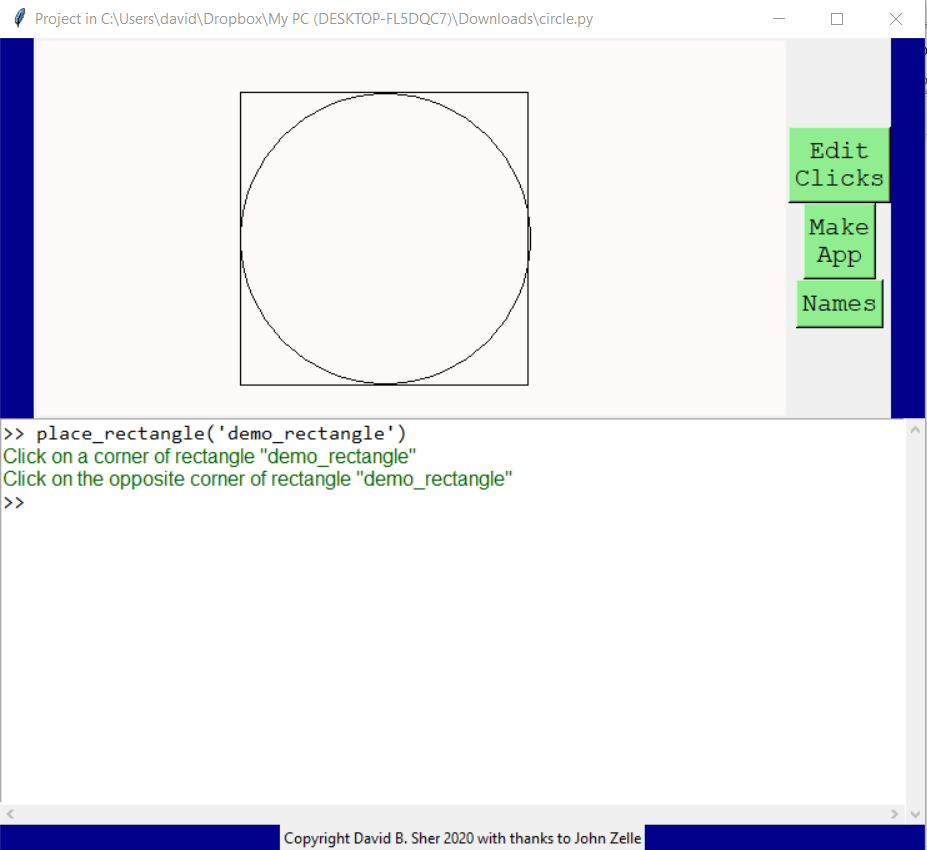 Project in C:\Users\david\Dropbox\My PC (DESKTOP-FL5DQC7)\Downloads\circle.py
Edit
Clicks
Make
App
Names
>> place_rectangle('demo_rectangle')
Click on a corner of rectangle "demo_rectangle"
Click on the opposite corner of rectangle "demo_rectangle"
>>
Copyright David B. Sher 2020 with thanks to John Zelle